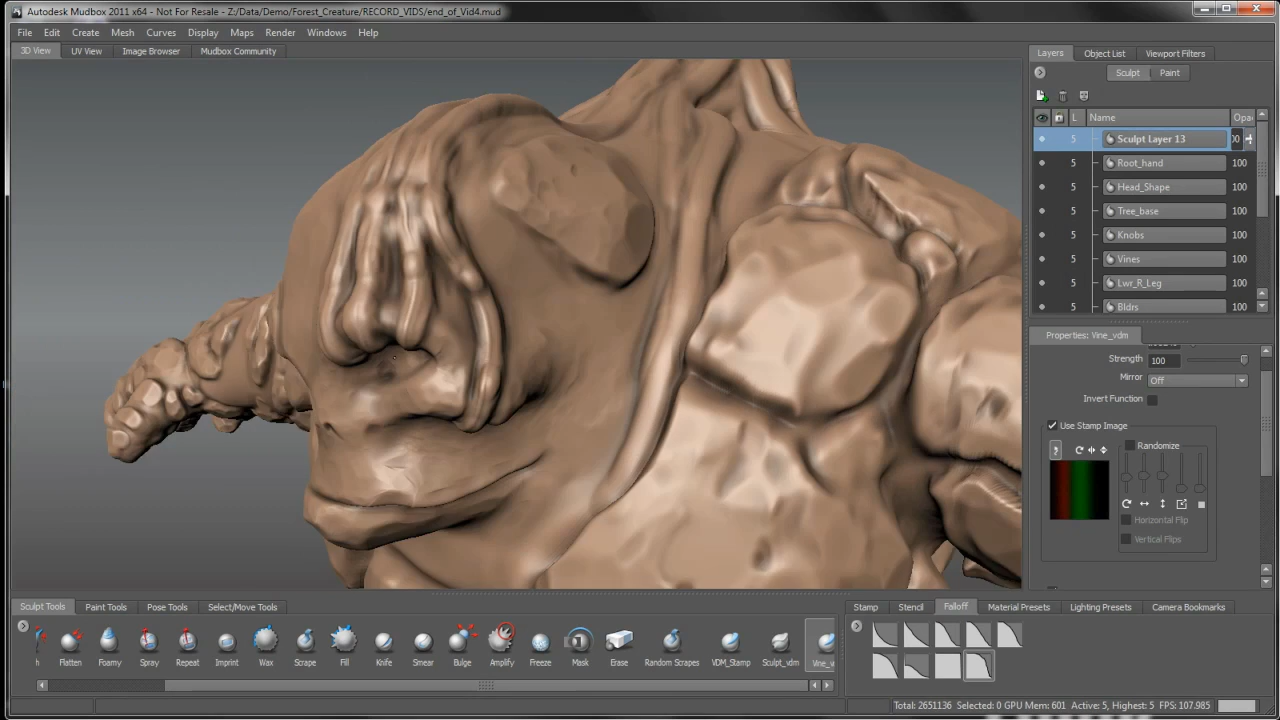 Autodesk Mudbox 2011 x64 - Not For Resale - Z:/Data/Demo/Forest_Creature/RECORD_VIDS/end_of_Vid4.mud
File Edit Create Mesh Curves Display Maps Render Windows Help
3D View UV View Image Browser Mudbox Community
Layers Object List Viewport Filters
Sculpt Paint
L Name Opac
5 Sculpt Layer 13
5 Root_hand 100
5 Head_Shape 100
5 Tree_base 100
5 Knobs 100
5 Vines 100
5 Lwr_R_Leg 100
5 Bldrs 100
Properties: Vine_vdm
Strength 100
Mirror Off
Invert Function
Use Stamp Image
Randomize
Horizontal Flip
Vertical Flips
Sculpt Tools Paint Tools Pose Tools Select/Move Tools
h Flatten Foamy Spray Repeat Imprint Wax Scrape Fill Knife Smear Bulge Amplify Freeze Mask Erase Random Scrapes VDM_Stamp Sculpt_vdm Vine_v
Stamp Stencil Falloff Material Presets Lighting Presets Camera Bookmarks
Total: 2651136 Selected: 0 GPU Mem: 601 Active: 5, Highest: 5 FPS: 107.985